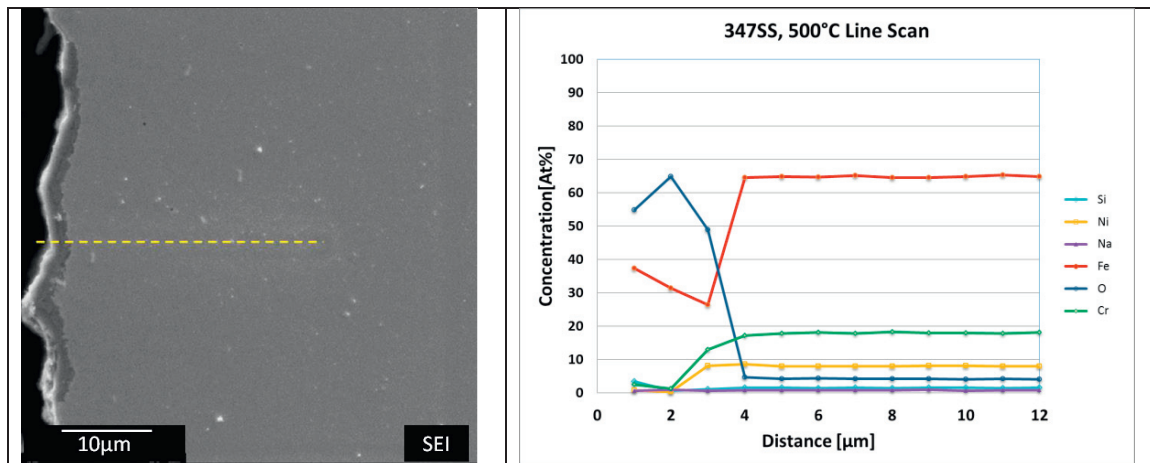 10µm
SEI
347SS, 500°C Line Scan
Concentration[At%]
100
90
80
70
60
50
40
30
20
10
0
0 2 4 6 8 10 12
Distance [µm]
Si
Ni
Na
Fe
O
Cr